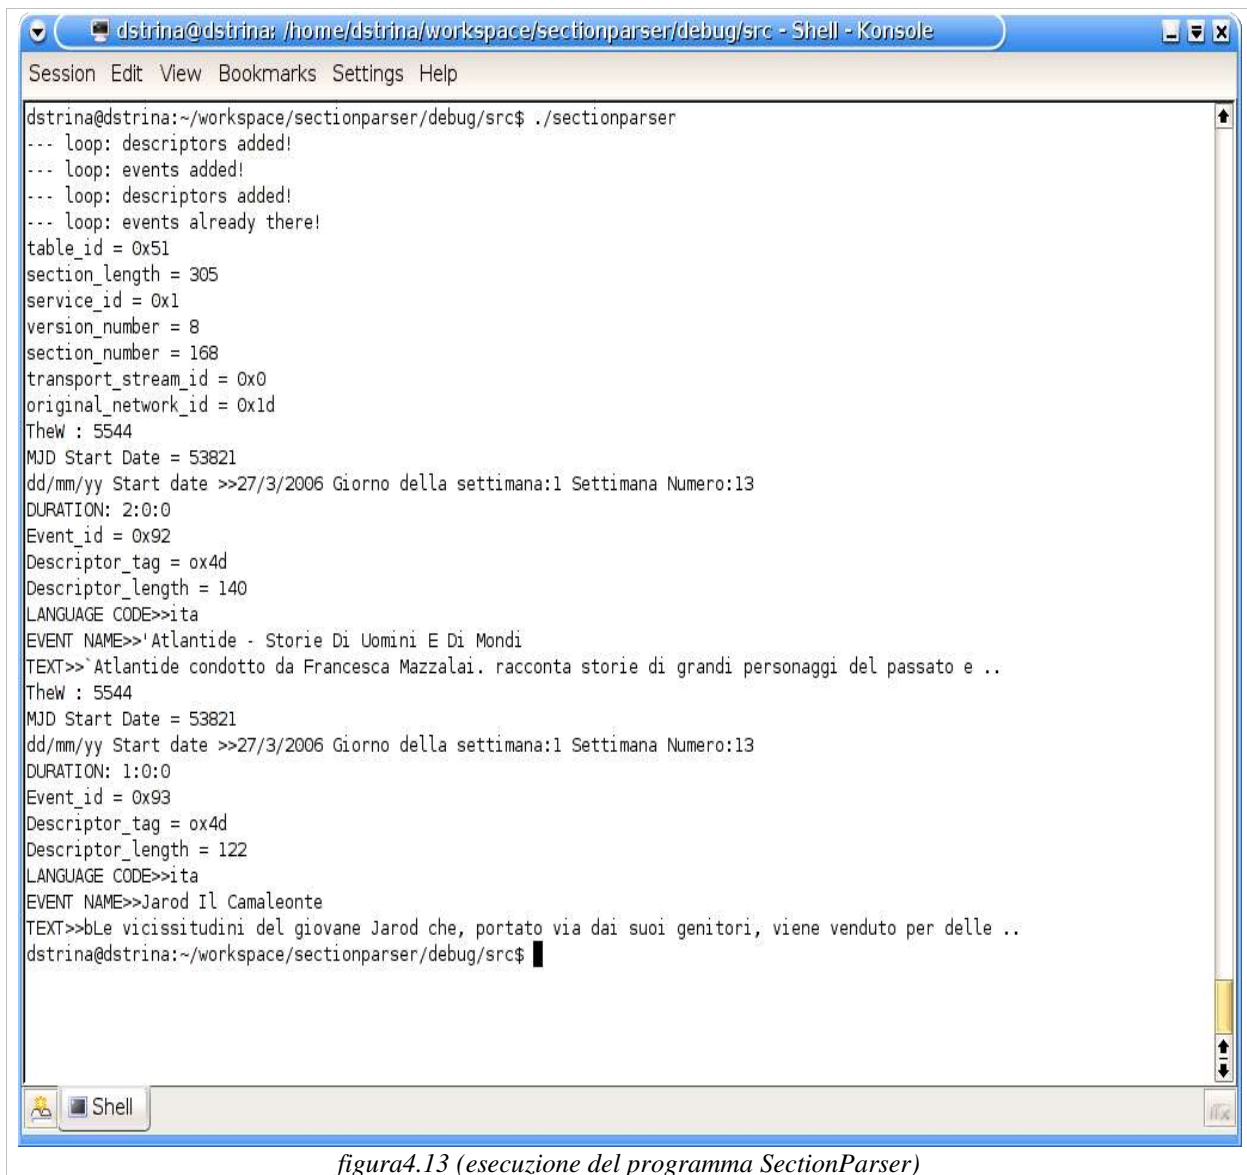 dstrina@dstrina: /home/dstrina/workspace/sectionparser/debug/src - Shell - Konsole
Session Edit View Bookmarks Settings Help
dstrina@dstrina:~/workspace/sectionparser/debug/src$ ./sectionparser
--- loop: descriptors added!
--- loop: events added!
--- loop: descriptors added!
--- loop: events already there!
table_id = 0x51
section_length = 305
service_id = 0x1
version_number = 8
section_number = 168
transport_stream_id = 0x0
original_network_id = 0x1d
TheW : 5544
MJD Start Date = 53821
dd/mm/yy Start date >>27/3/2006 Giorno della settimana:1 Settimana Numero:13
DURATION: 2:0:0
Event_id = 0x92
Descriptor_tag = ox4d
Descriptor_length = 140
LANGUAGE CODE>>ita
EVENT NAME>>'Atlantide - Storie Di Uomini E Di Mondi
TEXT>>`Atlantide condotto da Francesca Mazzalai. racconta storie di grandi personaggi del passato e ..
TheW : 5544
MJD Start Date = 53821
dd/mm/yy Start date >>27/3/2006 Giorno della settimana:1 Settimana Numero:13
DURATION: 1:0:0
Event_id = 0x93
Descriptor_tag = ox4d
Descriptor_length = 122
LANGUAGE CODE>>ita
EVENT NAME>>Jarod Il Camaleonte
TEXT>>bLe vicissitudini del giovane Jarod che, portato via dai suoi genitori, viene venduto per delle ..
dstrina@dstrina:~/workspace/sectionparser/debug/src$
Shell
figura4.13 (esecuzione del programma SectionParser)